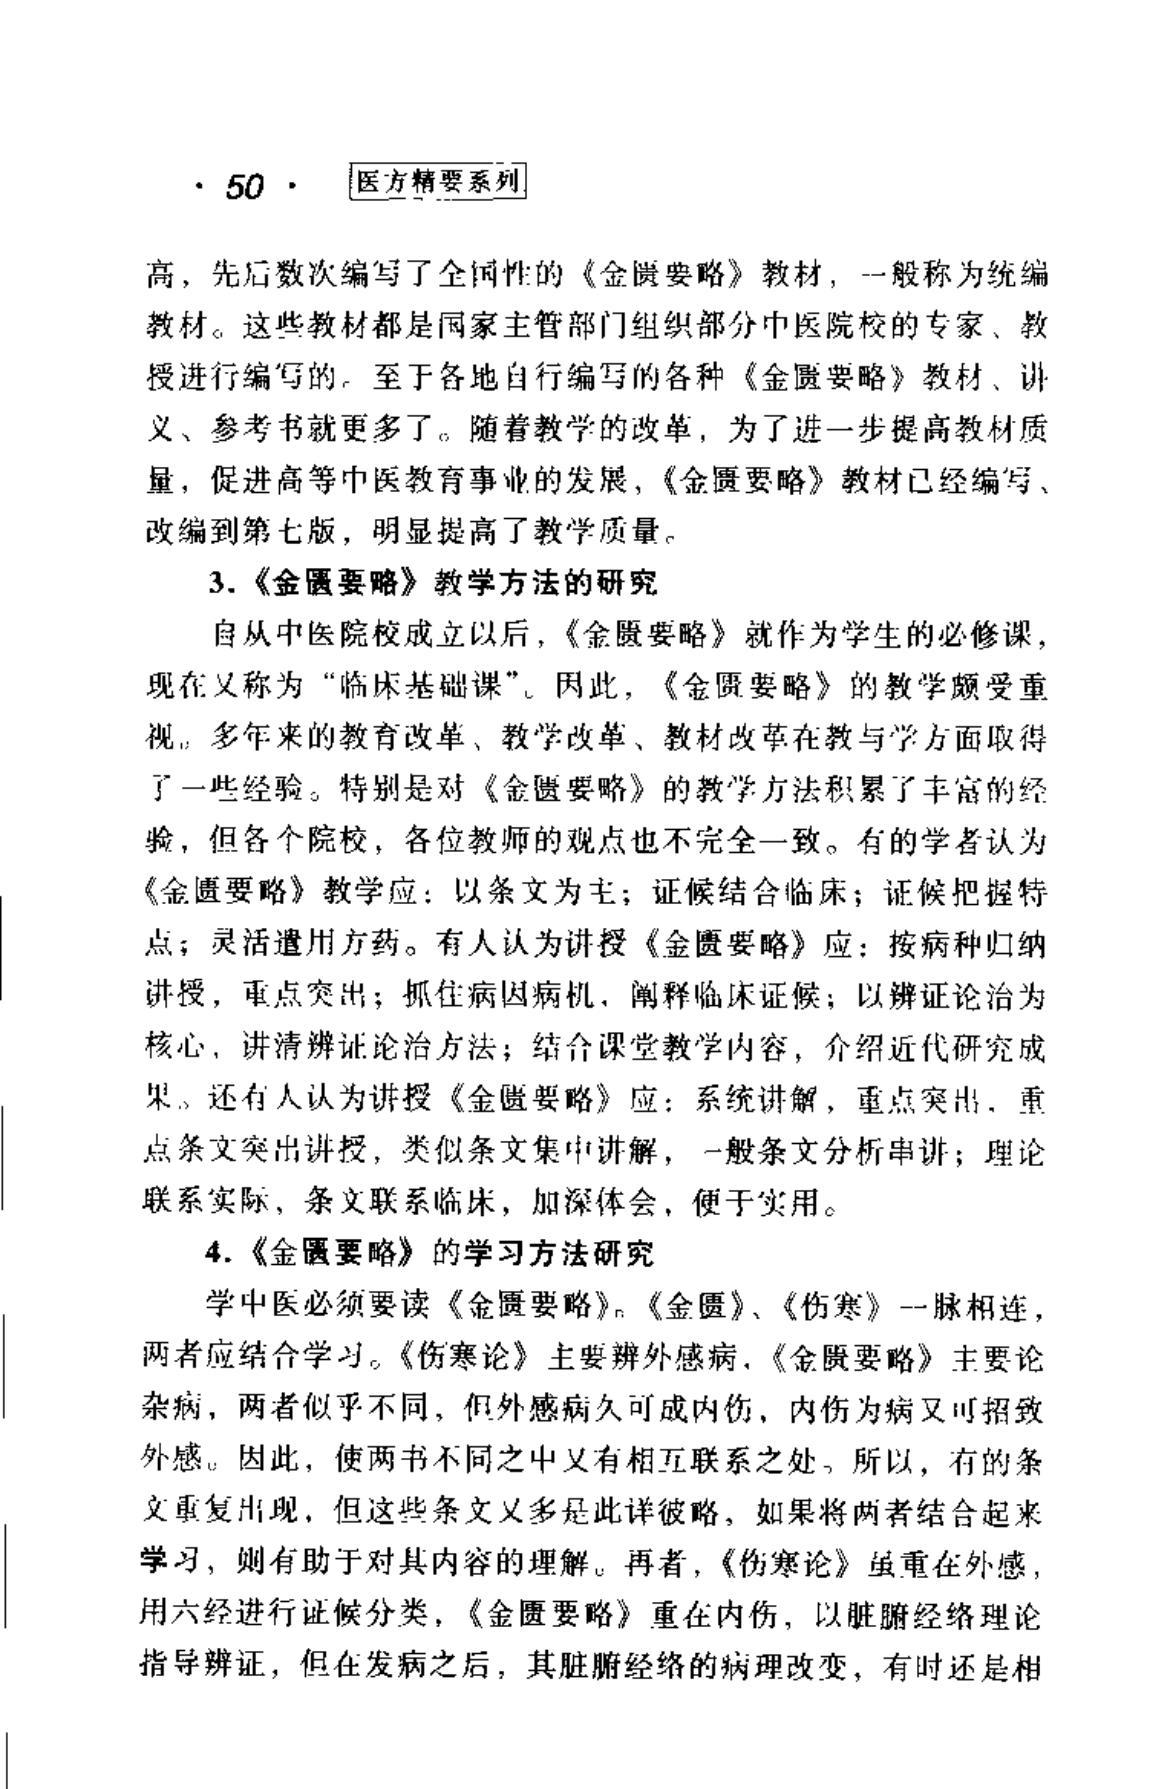 · 50 · 医方精要系列
高，先后数次编写了全国性的《金匮要略》教材，一般称为统编
教材。这些教材都是国家主管部门组织部分中医院校的专家、教
授进行编写的。至于各地自行编写的各种《金匮要略》教材、讲
义、参考书就更多了。随着教学的改革，为了进一步提高教材质
量，促进高等中医教育事业的发展，《金匮要略》教材已经编写、
改编到第七版，明显提高了教学质量。
3.《金匮要略》教学方法的研究
自从中医院校成立以后，《金匮要略》就作为学生的必修课，
现在又称为“临床基础课”。因此，《金匮要略》的教学颇受重
视。多年来的教育改革、教学改革、教材改革在教与学方面取得
了一些经验。特别是对《金匮要略》的教学方法积累了丰富的经
验，但各个院校，各位教师的观点也不完全一致。有的学者认为
《金匮要略》教学应：以条文为主；证候结合临床；证候把握特
点；灵活遣用方药。有人认为讲授《金匮要略》应：按病种归纳
讲授，重点突出；抓住病因病机，阐释临床证候；以辨证论治为
核心，讲清辨证论治方法；结合课堂教学内容，介绍近代研究成
果。还有人认为讲授《金匮要略》应：系统讲解，重点突出，重
点条文突出讲授，类似条文集中讲解，一般条文分析串讲；理论
联系实际，条文联系临床，加深体会，便于实用。
4.《金匮要略》的学习方法研究
学中医必须要读《金匮要略》。《金匮》、《伤寒》一脉相连，
两者应结合学习。《伤寒论》主要辨外感病，《金匮要略》主要论
杂病，两者似乎不同，但外感病久可成内伤，内伤为病又可招致
外感。因此，使两书不同之中又有相互联系之处。所以，有的条
文重复出现，但这些条文又多是此详彼略，如果将两者结合起来
学习，则有助于对其内容的理解。再者，《伤寒论》虽重在外感，
用六经进行证候分类，《金匮要略》重在内伤，以脏腑经络理论
指导辨证，但在发病之后，其脏腑经络的病理改变，有时还是相